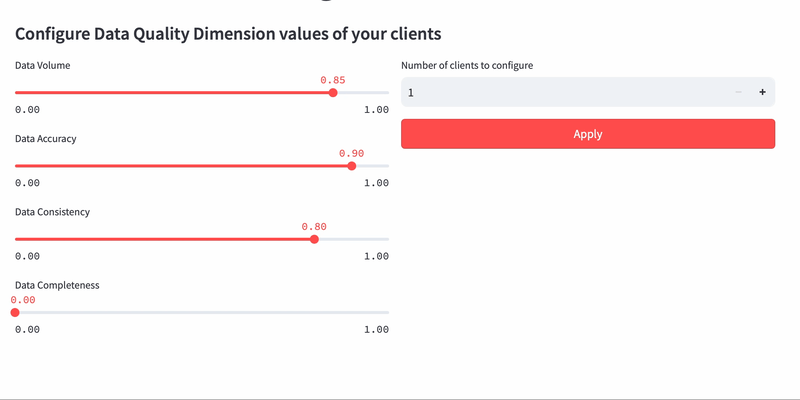 Configure Data Quality Dimension values of your clients
Data Volume
0.85
0.00 1.00
Data Accuracy
0.90
0.00 1.00
Data Consistency
0.80
0.00 1.00
Data Completeness
0.00
0.00 1.00
Number of clients to configure
1 − +
Apply